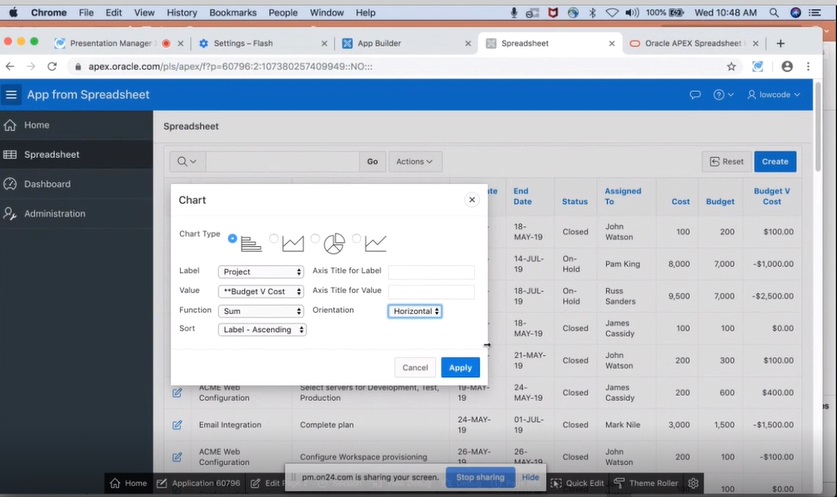 Chrome File Edit View History Bookmarks People Window Help 100% Wed 10:48 AM
Presentation Manager Settings – Flash App Builder Spreadsheet Oracle APEX Spreadsheet
apex.oracle.com/pls/apex/f?p=60796:2:107380257409949::NO:::
App from Spreadsheet lowcode
Home
Spreadsheet
Dashboard
Administration
Spreadsheet
Go Actions Reset Create
End Date Status Assigned To Cost Budget Budget V Cost
18-MAY-19 Closed John Watson 100 200 $100.00
14-JUL-19 On-Hold Pam King 8,000 7,000 -$1,000.00
18-JUL-19 On-Hold Russ Sanders 9,500 7,000 -$2,500.00
18-MAY-19 Closed James Cassidy 100 100 $0.00
21-MAY-19 Closed John Watson 200 300 $100.00
ACME Web Configuration Select servers for Development, Test, Production 19-MAY-19 24-MAY-19 Closed James Cassidy 200 600 $400.00
Email Integration Complete plan 24-MAY-19 01-JUL-19 Closed Mark Nile 3,000 1,500 -$1,500.00
ACME Web Configuration Configure Workspace provisioning 26-MAY-19 26-MAY-19 Closed John Watson 200 200 $0.00
100 $0.00
Chart
Chart Type
Label Project Axis Title for Label
Value **Budget V Cost Axis Title for Value
Function Sum Orientation Horizontal
Sort Label - Ascending
Cancel Apply
Home Application 60796 Edit Quick Edit Theme Roller
pm.on24.com is sharing your screen. Stop sharing Hide